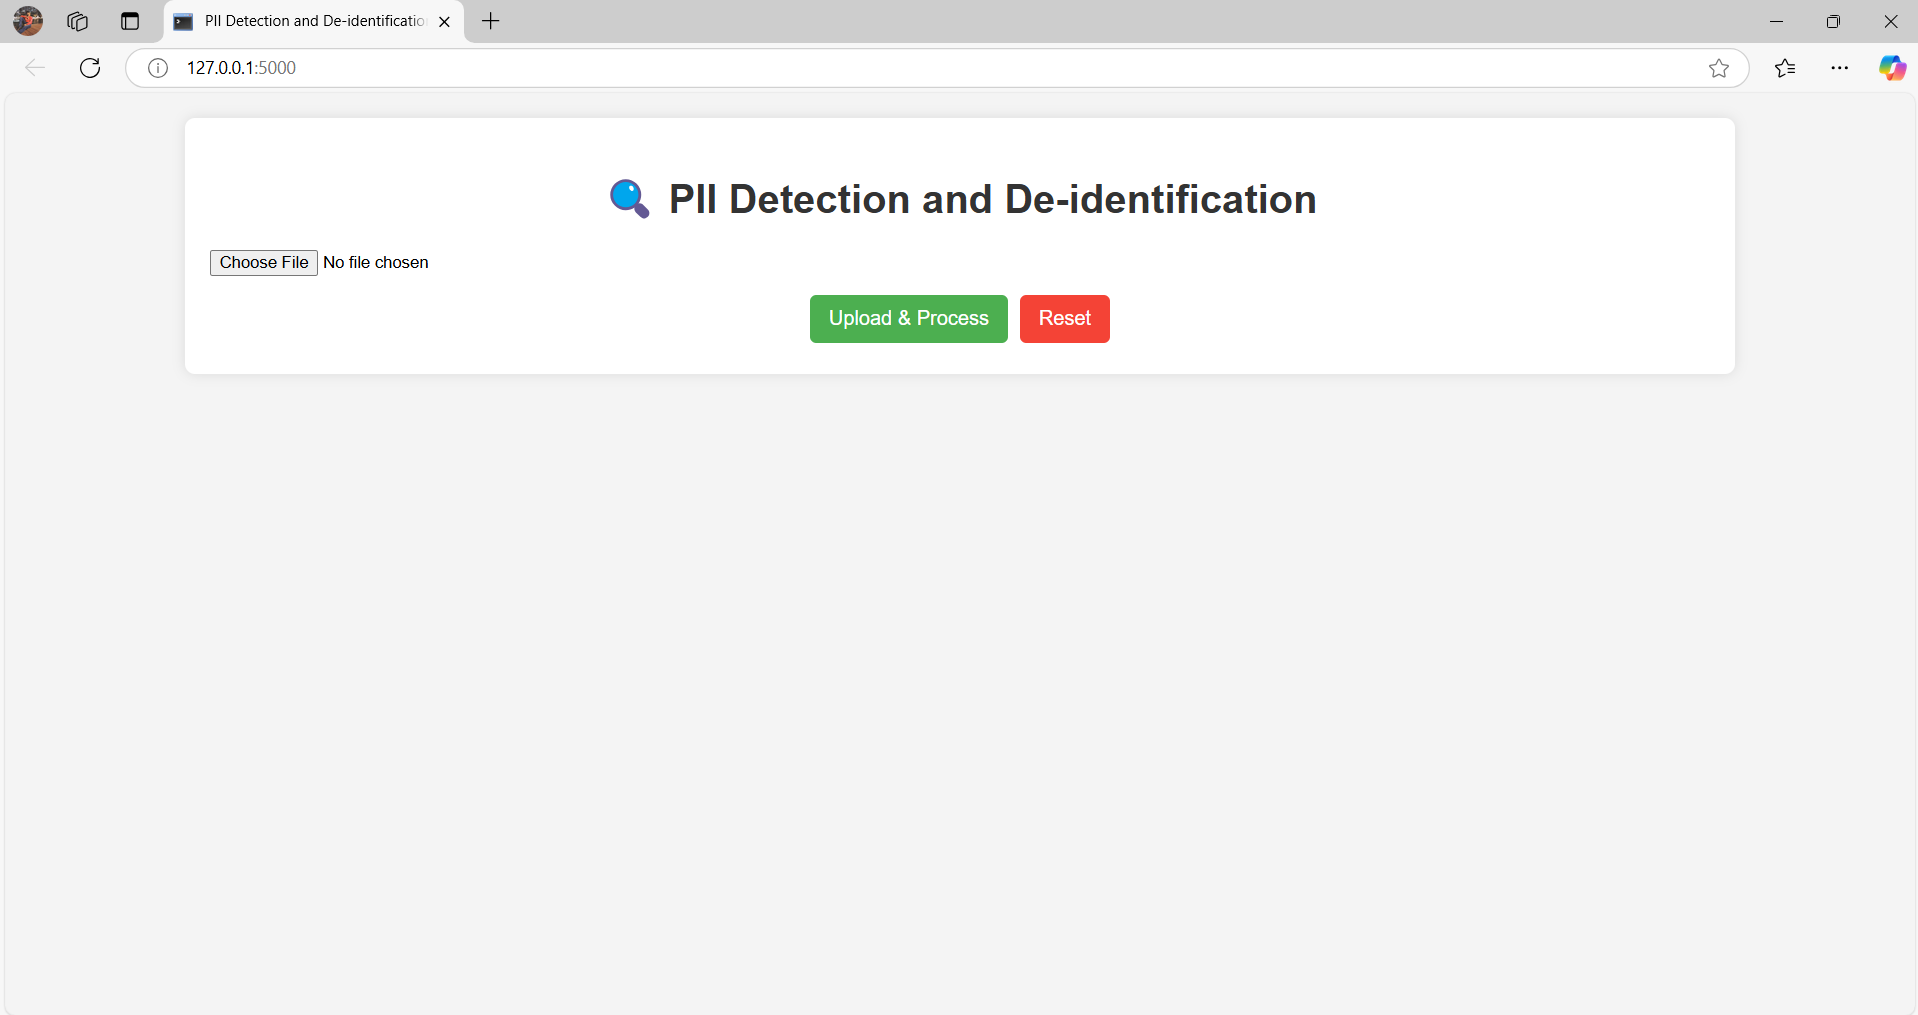 PII Detection and De-identificatio
127.0.0.1:5000
PII Detection and De-identification
Choose File No file chosen
Upload & Process Reset